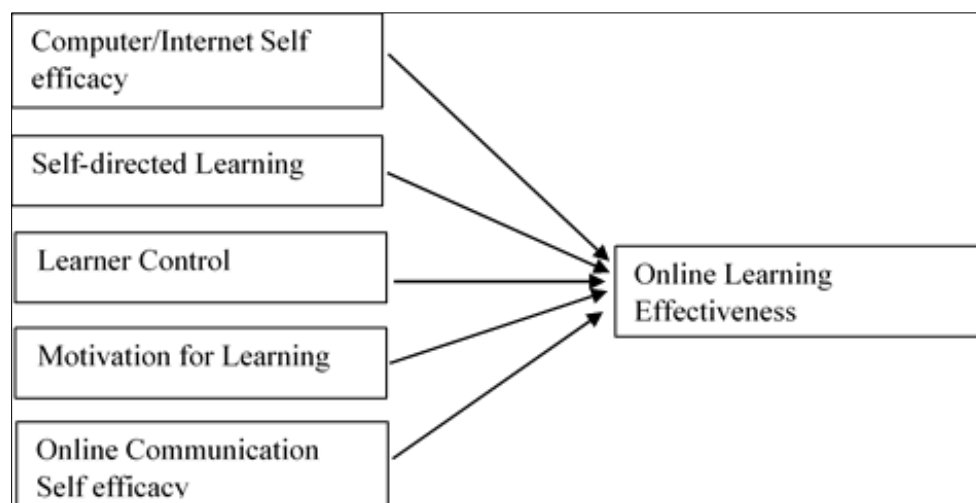 Computer/Internet Self
efficacy
Self-directed Learning
Learner Control
Motivation for Learning
Online Communication
Self efficacy
Online Learning
Effectiveness